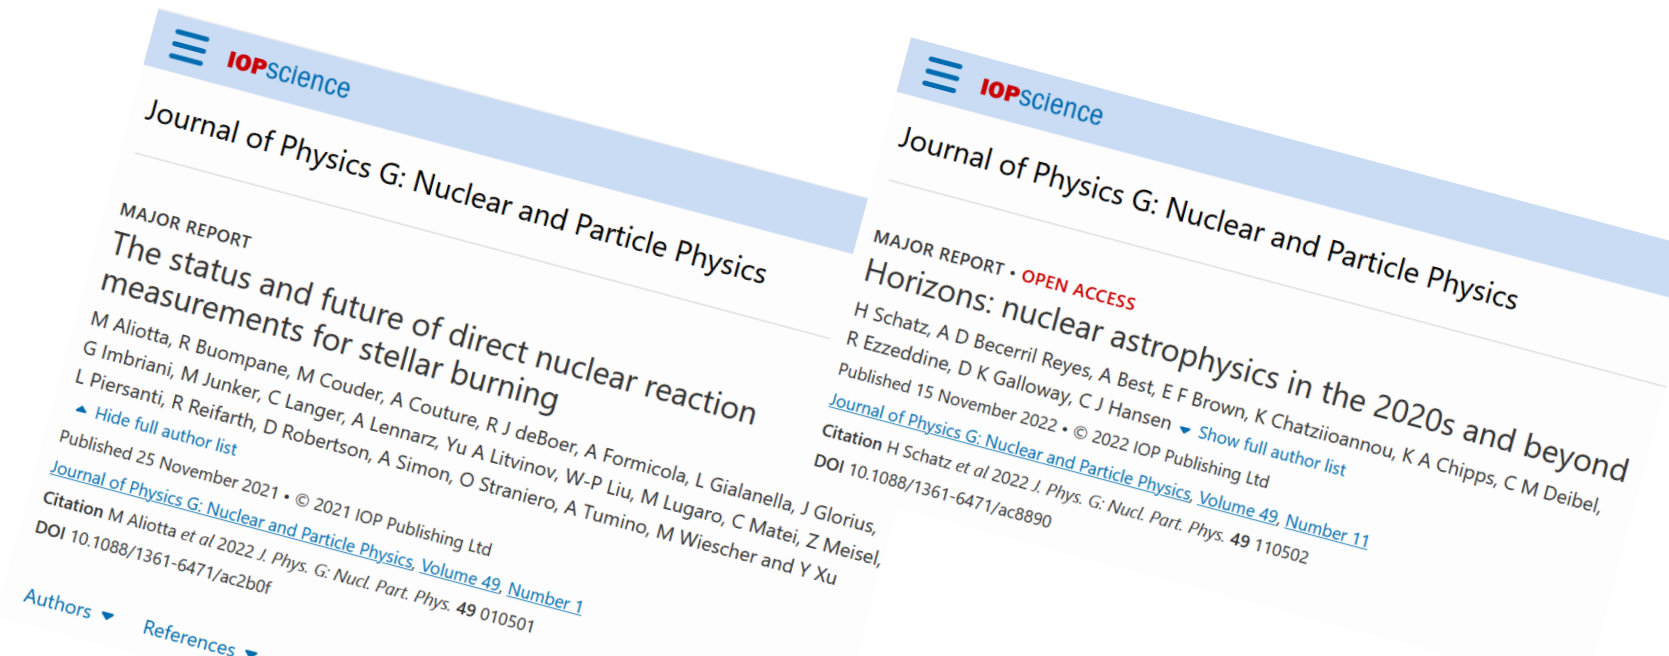 IOPscience
Journal of Physics G: Nuclear and Particle Physics
MAJOR REPORT
The status and future of direct nuclear reaction
measurements for stellar burning
M Aliotta, R Buompane, M Couder, A Couture, R J deBoer, A Formicola, L Gialanella, J Glorius,
G Imbriani, M Junker, C Langer, A Lennarz, Yu A Litvinov, W-P Liu, M Lugaro, C Matei, Z Meisel,
L Piersanti, R Reifarth, D Robertson, A Simon, O Straniero, A Tumino, M Wiescher and Y Xu
Hide full author list
Published 25 November 2021 • © 2021 IOP Publishing Ltd
Journal of Physics G: Nuclear and Particle Physics, Volume 49, Number 1
Citation M Aliotta et al 2022 J. Phys. G: Nucl. Part. Phys. 49 010501
DOI 10.1088/1361-6471/ac2b0f
Authors
References
IOPscience
Journal of Physics G: Nuclear and Particle Physics
MAJOR REPORT • OPEN ACCESS
Horizons: nuclear astrophysics in the 2020s and beyond
H Schatz, A D Becerril Reyes, A Best, E F Brown, K Chatziioannou, K A Chipps, C M Deibel,
R Ezzeddine, D K Galloway, C J Hansen Show full author list
Published 15 November 2022 • © 2022 IOP Publishing Ltd
Journal of Physics G: Nuclear and Particle Physics, Volume 49, Number 11
Citation H Schatz et al 2022 J. Phys. G: Nucl. Part. Phys. 49 110502
DOI 10.1088/1361-6471/ac8890